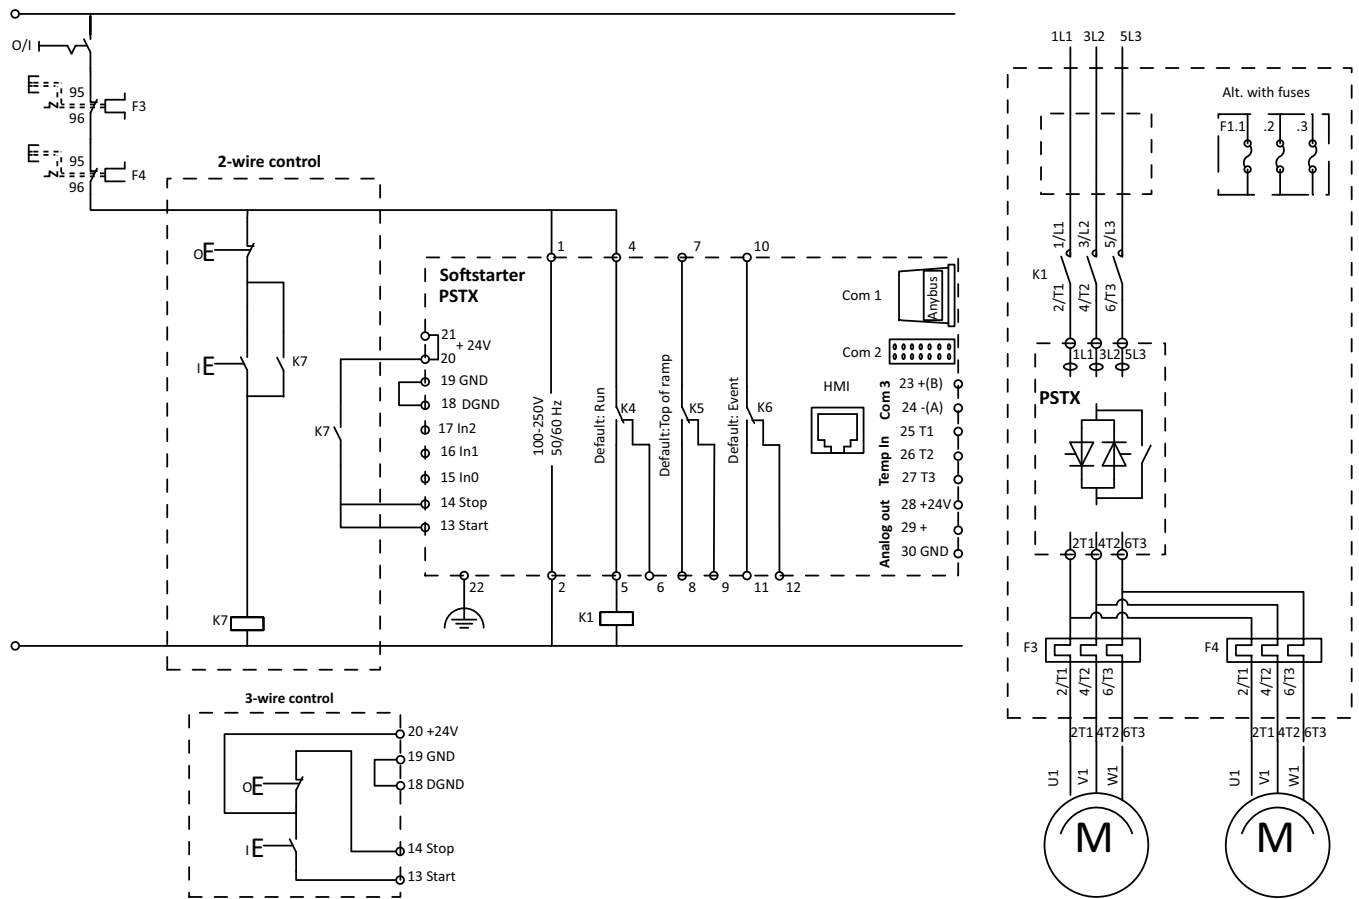 O/I
95
96
F3
95
96
F4
2-wire control
O
I
K7
K7
K7
Softstarter
PSTX
1
4
7
10
21
+ 24V
20
19 GND
18 DGND
17 In2
16 In1
15 In0
14 Stop
13 Start
22
100-250V
50/60 Hz
Default: Run
K4
Default:Top of ramp
K5
Default: Event
K6
2
5
6
8
9
11
12
K1
Com 1
Anybus
Com 2
HMI
Com 3
23 +(B)
24 -(A)
Temp In
25 T1
26 T2
27 T3
Analog out
28 +24V
29 +
30 GND
3-wire control
20 +24V
19 GND
18 DGND
O
I
14 Stop
13 Start
1L1 3L2 5L3
Alt. with fuses
F1.1 .2 .3
1/L1 3/L2 5/L3
K1
2/T1 4/T2 6/T3
1L1 3L2 5L3
PSTX
2T1 4T2 6T3
F3
F4
2/T1 4/T2 6/T3
2/T1 4/T2 6/T3
2T1 4T2 6T3
2T1 4T2 6T3
U1 V1 W1
U1 V1 W1
M
M